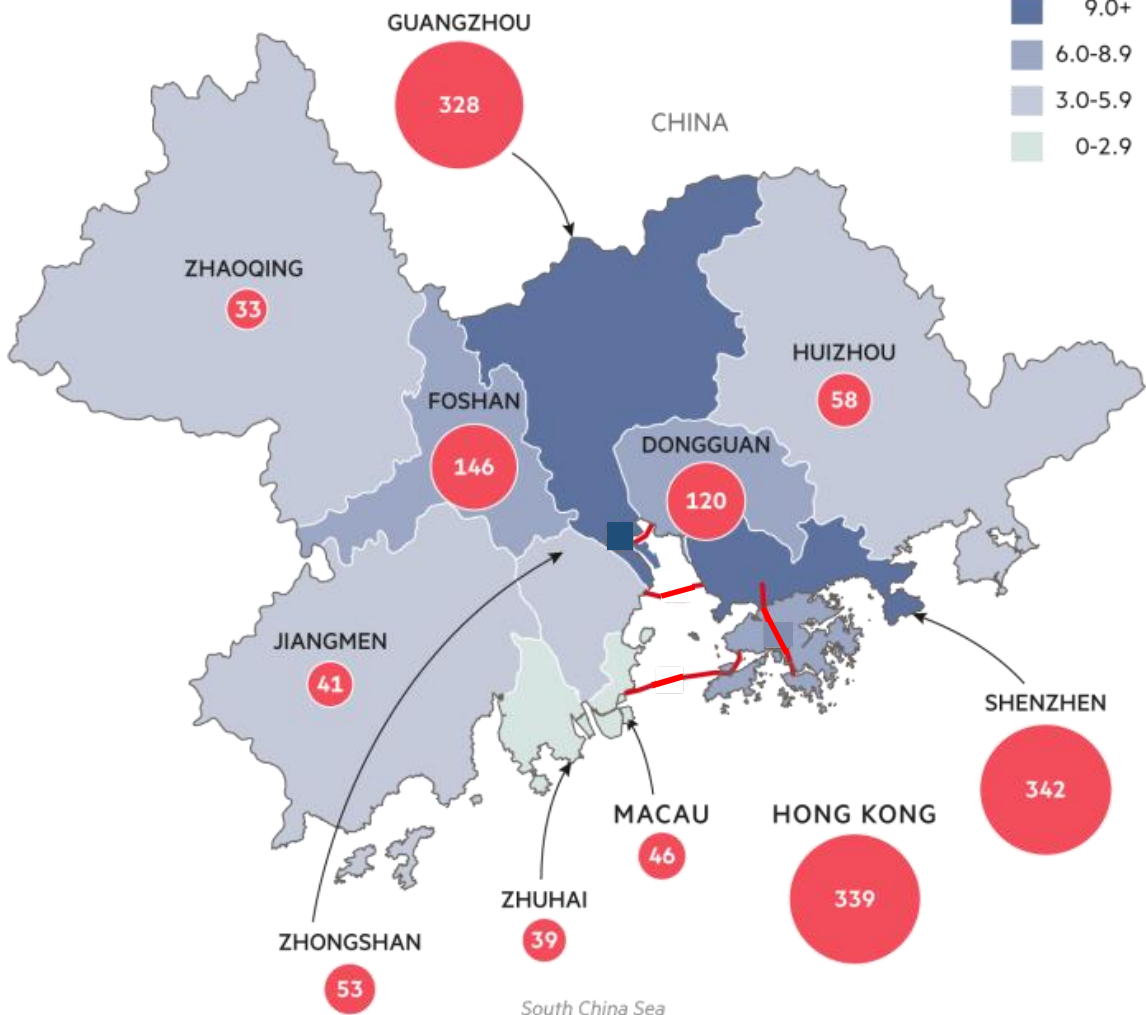 GUANGZHOU
328
9.0+
6.0-8.9
3.0-5.9
0-2.9
CHINA
ZHAOQING
33
HUIZHOU
58
FOSHAN
146
DONGGUAN
120
JIANGMEN
41
SHENZHEN
342
MACAU
46
HONG KONG
339
ZHUHAI
39
ZHONGSHAN
53
South China Sea